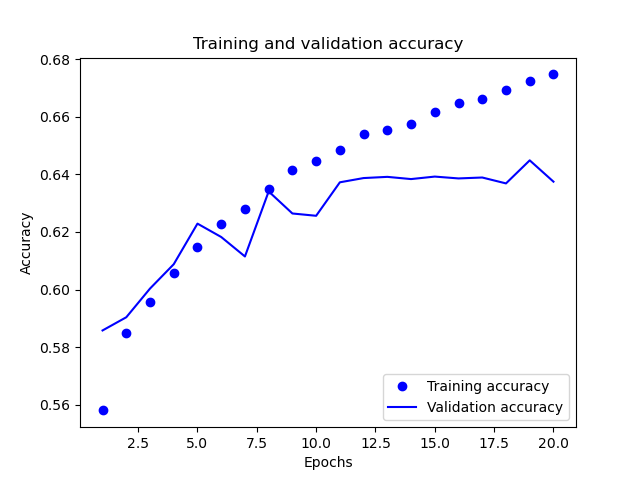 Training and validation accuracy
0.68
0.66
0.64
0.62
0.60
0.58
0.56
Accuracy
2.5 5.0 7.5 10.0 12.5 15.0 17.5 20.0
Epochs
Training accuracy
Validation accuracy